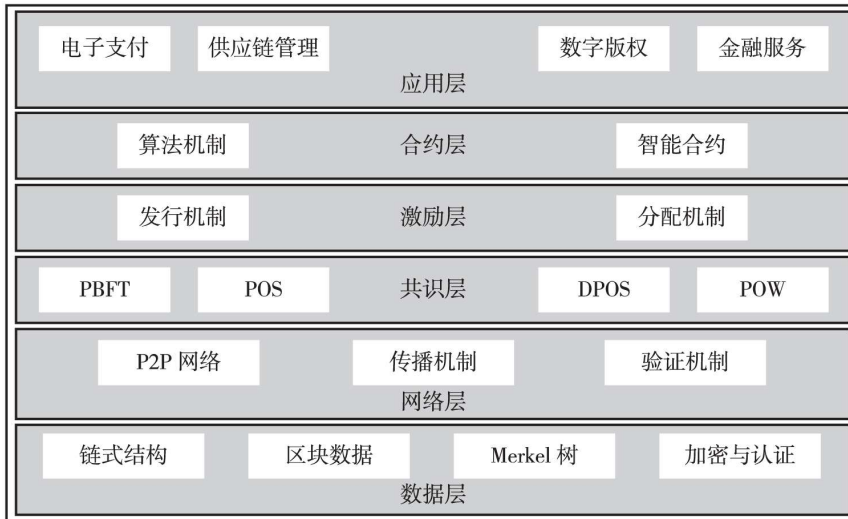 电子支付 供应链管理 数字版权 金融服务
应用层
算法机制 合约层 智能合约
发行机制 激励层 分配机制
PBFT POS 共识层 DPOS POW
P2P 网络 传播机制 验证机制
网络层
链式结构 区块数据 Merkel 树 加密与认证
数据层